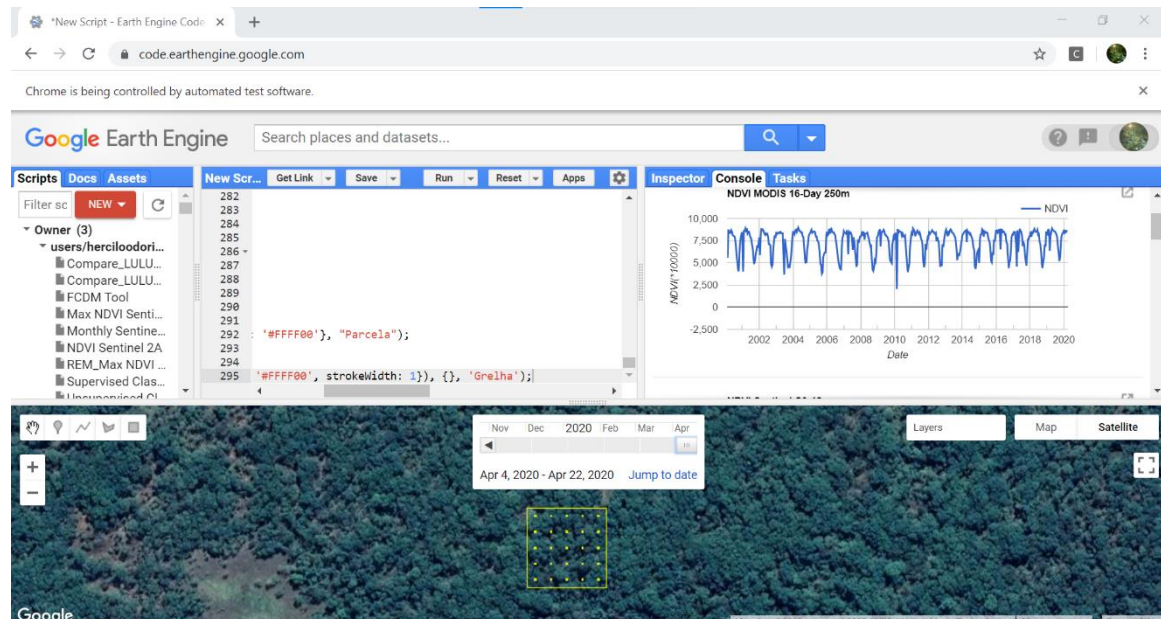 *New Script - Earth Engine Code
code.earthengine.google.com
C
Chrome is being controlled by automated test software.
Google Earth Engine
Search places and datasets...
Scripts Docs Assets
Filter sc NEW
Owner (3)
users/herciloodori...
Compare_LULU...
Compare_LULU...
FCDM Tool
Max NDVI Senti...
Monthly Sentine...
NDVI Sentinel 2A
REM_Max NDVI ...
Supervised Clas...
New Scr... Get Link Save Run Reset Apps
282
283
284
285
286
287
288
289
290
291
292 : '#FFFF00'}, "Parcela");
293
294
295 '#FFFF00', strokeWidth: 1}), {}, 'Grelha');
Inspector Console Tasks
NDVI MODIS 16-Day 250m
NDVI
10,000
7,500
5,000
2,500
0
-2,500
NDVI(*10000)
2002 2004 2006 2008 2010 2012 2014 2016 2018 2020
Date
Nov Dec 2020 Feb Mar Apr
Apr 4, 2020 - Apr 22, 2020 Jump to date
Layers
Map Satellite
Google